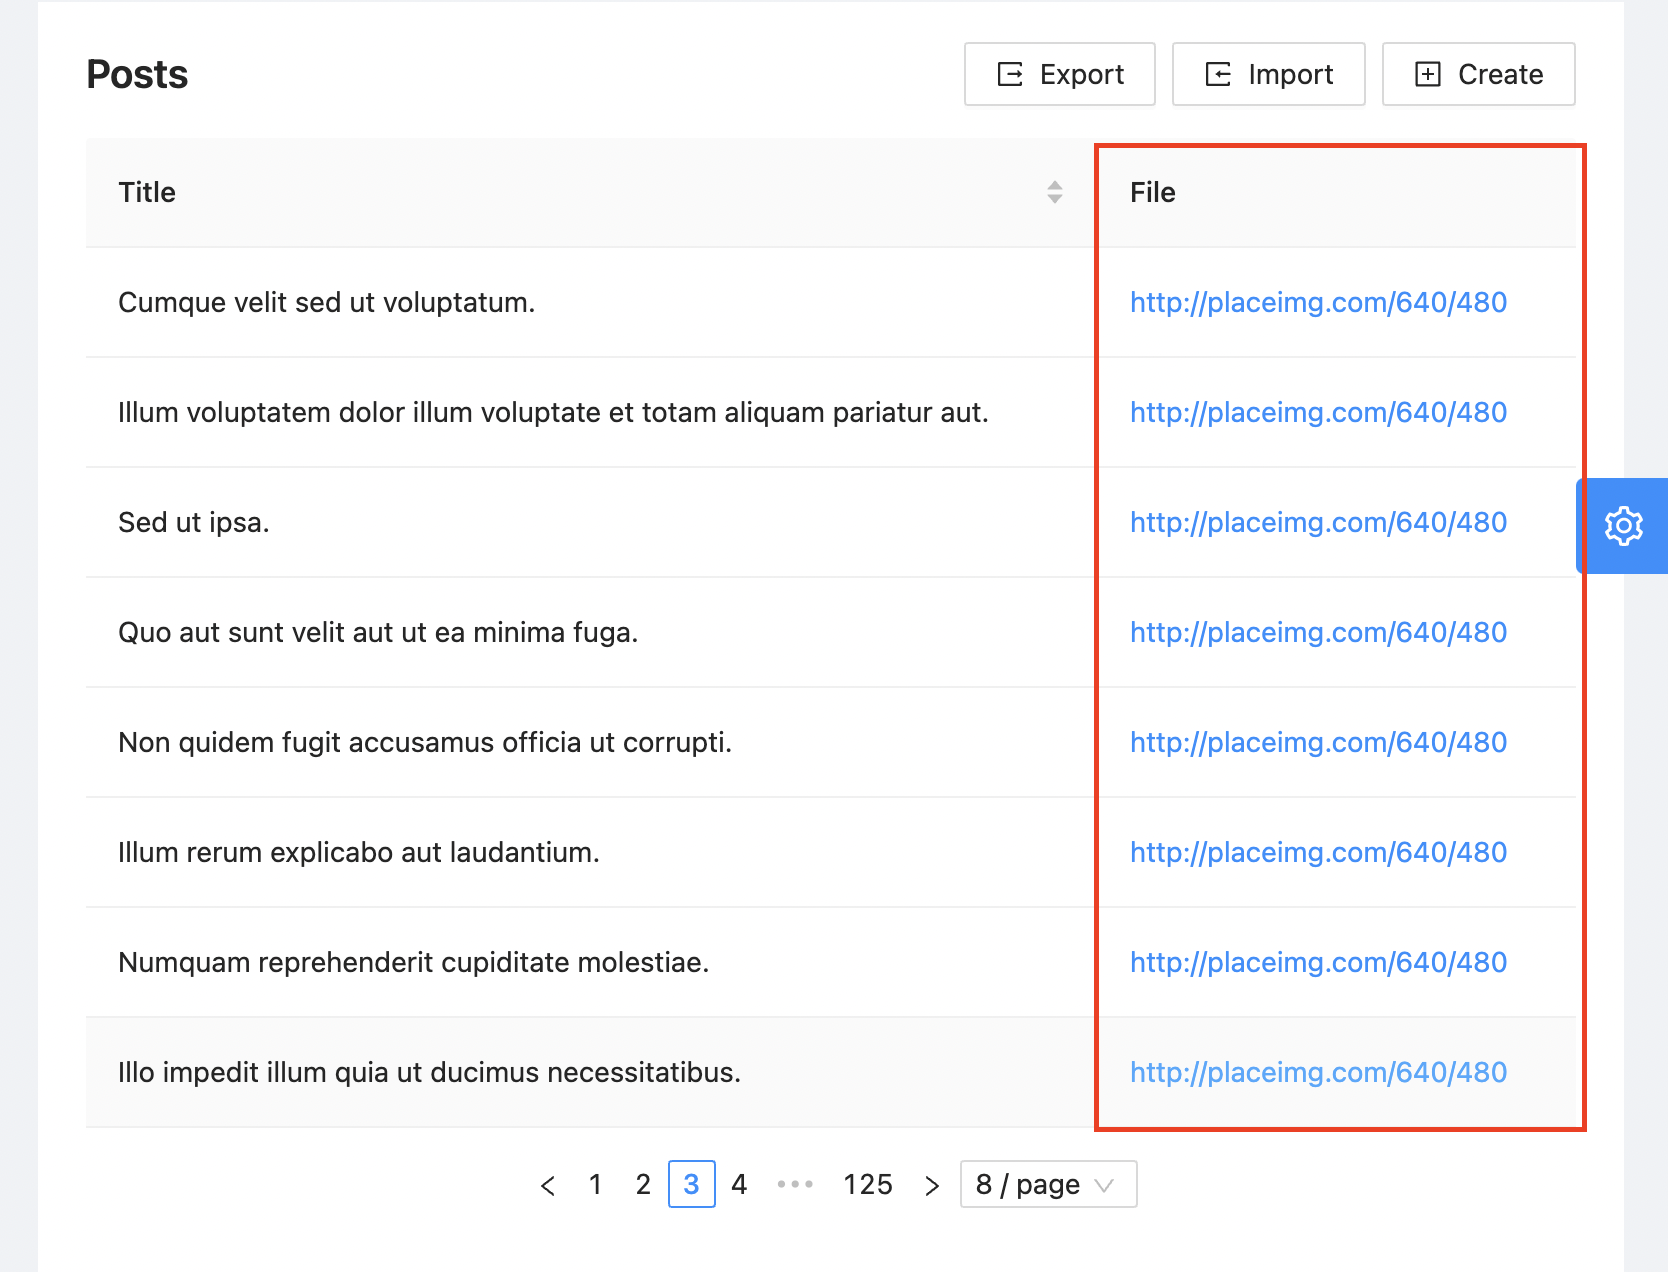 Posts
Export
Import
Create
Title
File
Cumque velit sed ut voluptatum.
http://placeimg.com/640/480
Illum voluptatem dolor illum voluptate et totam aliquam pariatur aut.
http://placeimg.com/640/480
Sed ut ipsa.
http://placeimg.com/640/480
Quo aut sunt velit aut ut ea minima fuga.
http://placeimg.com/640/480
Non quidem fugit accusamus officia ut corrupti.
http://placeimg.com/640/480
Illum rerum explicabo aut laudantium.
http://placeimg.com/640/480
Numquam reprehenderit cupiditate molestiae.
http://placeimg.com/640/480
Illo impedit illum quia ut ducimus necessitatibus.
http://placeimg.com/640/480
< 1 2 3 4 ••• 125 > 8 / page